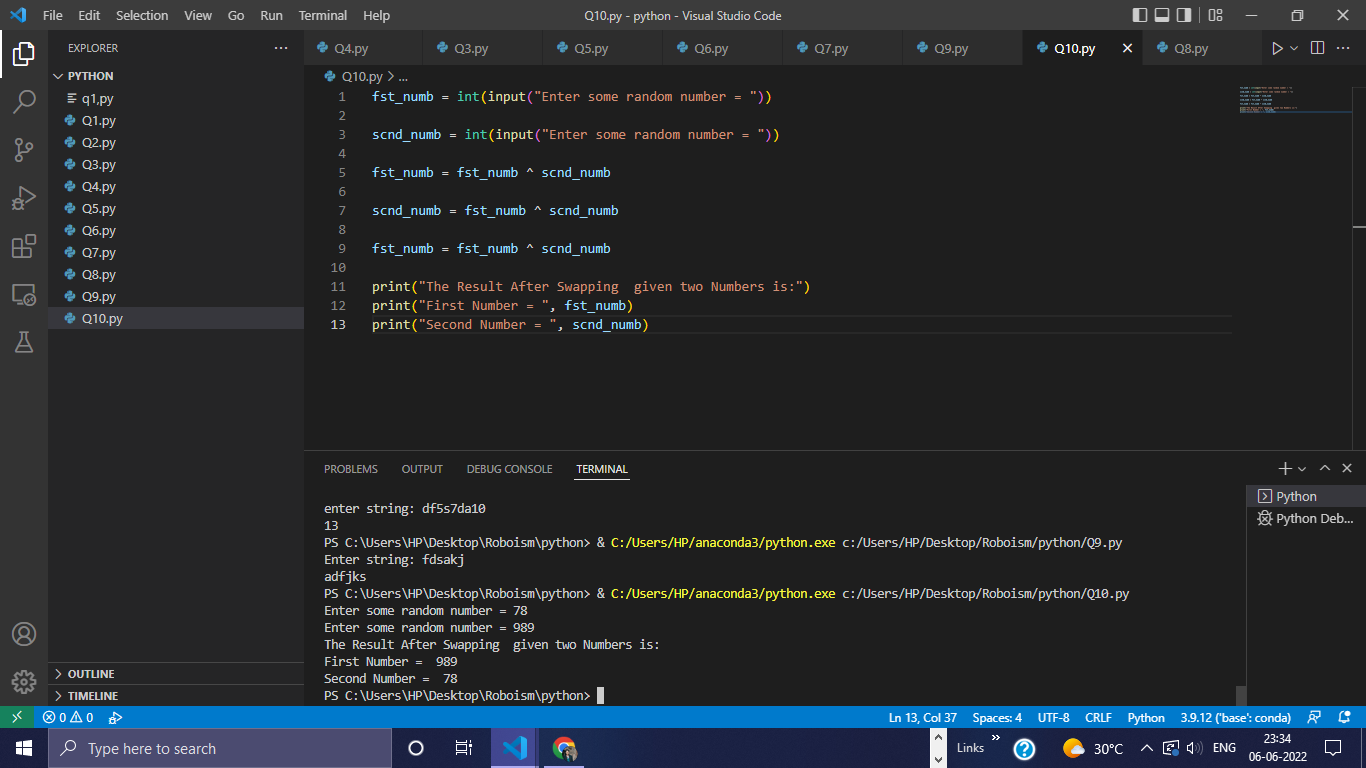 File Edit Selection View Go Run Terminal Help Q10.py - python - Visual Studio Code
EXPLORER
PYTHON
q1,py
Q1.py
Q2.py
Q3.py
Q4.py
Q5.py
Q6.py
Q7.py
Q8.py
Q9.py
Q10.py
OUTLINE
TIMELINE
Q4.py Q3.py Q5.py Q6.py Q7.py Q9.py Q10.py Q8.py
Q10.py > ...
1 fst_numb = int(input("Enter some random number = "))
2
3 scnd_numb = int(input("Enter some random number = "))
4
5 fst_numb = fst_numb ^ scnd_numb
6
7 scnd_numb = fst_numb ^ scnd_numb
8
9 fst_numb = fst_numb ^ scnd_numb
10
11 print("The Result After Swapping  given two Numbers is:")
12 print("First Number = ", fst_numb)
13 print("Second Number = ", scnd_numb)
PROBLEMS OUTPUT DEBUG CONSOLE TERMINAL
enter string: df5s7da10
13
PS C:\Users\HP\Desktop\Roboism\python> & C:/Users/HP/anaconda3/python.exe c:/Users/HP/Desktop/Roboism/python/Q9.py
Enter string: fdsakj
adfjks
PS C:\Users\HP\Desktop\Roboism\python> & C:/Users/HP/anaconda3/python.exe c:/Users/HP/Desktop/Roboism/python/Q10.py
Enter some random number = 78
Enter some random number = 989
The Result After Swapping  given two Numbers is:
First Number =  989
Second Number =  78
PS C:\Users\HP\Desktop\Roboism\python>
Python
Python Deb...
0 0 Ln 13, Col 37 Spaces: 4 UTF-8 CRLF Python 3.9.12 ('base': conda)
Type here to search Links » 30°C ENG 23:34
06-06-2022